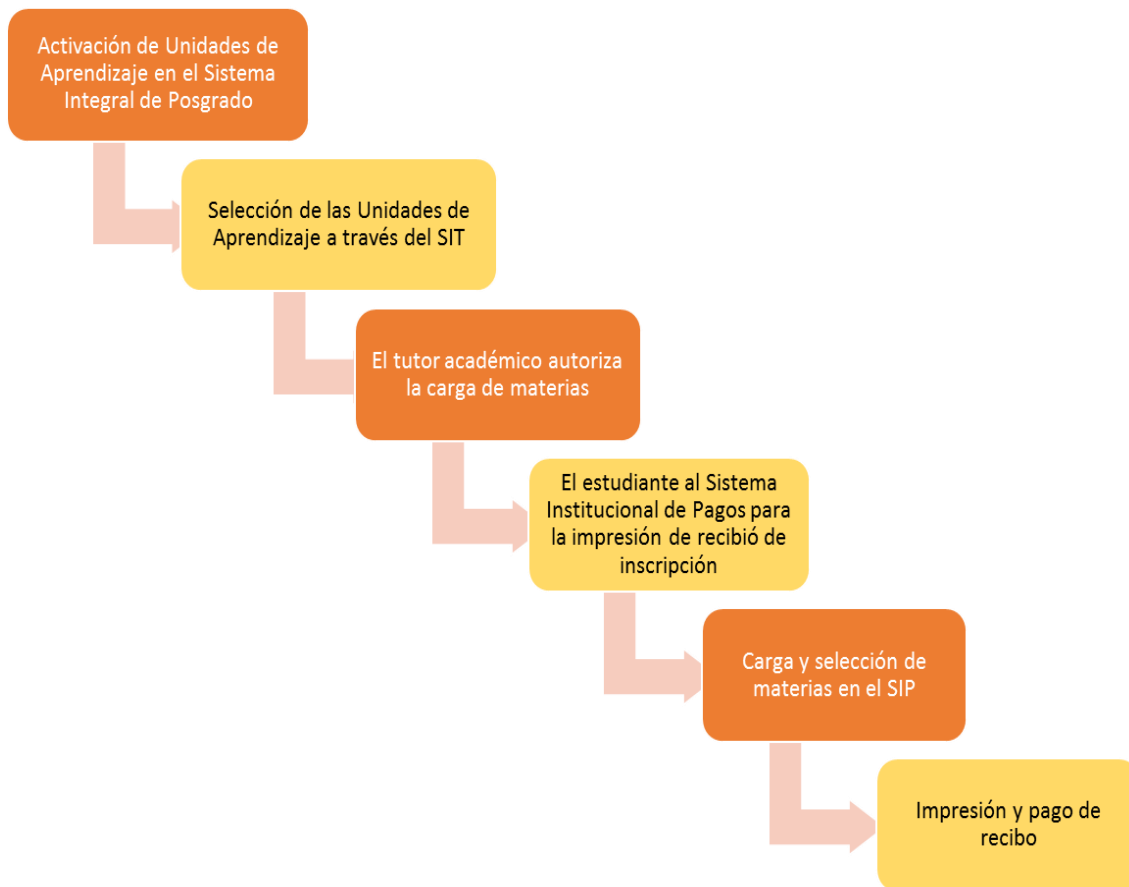 Activación de Unidades de
Aprendizaje en el Sistema
Integral de Posgrado
Selección de las Unidades de
Aprendizaje a través del SIT
El tutor académico autoriza
la carga de materias
El estudiante al Sistema
Institucional de Pagos para
la impresión de recibió de
inscripción
Carga y selección de
materias en el SIP
Impresión y pago de
recibo